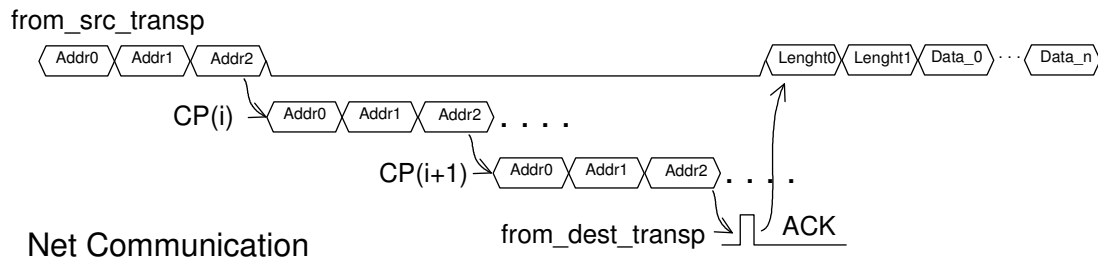 from_src_transp
Addr0 Addr1 Addr2 Lenght0 Lenght1 Data_0 ... Data_n
CP(i) Addr0 Addr1 Addr2 . . . .
CP(i+1) Addr0 Addr1 Addr2 . . . .
from_dest_transp ACK
Net Communication